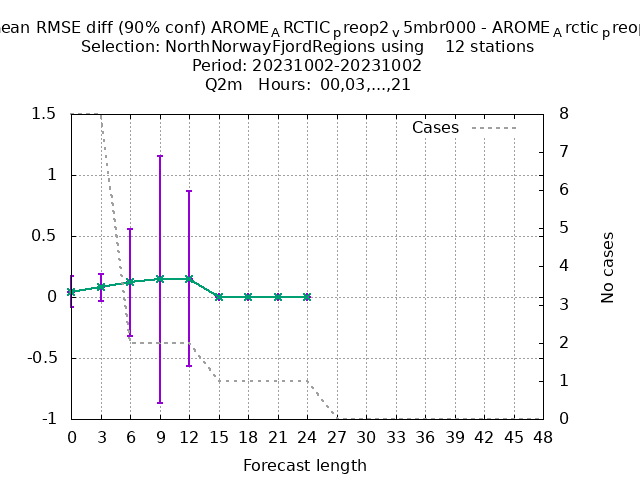 ean RMSE diff (90% conf) AROME_ARCTIC_preop2_v5mbr000 - AROME_Arctic_preop
Selection: NorthNorwayFjordRegions using 12 stations
Period: 20231002-20231002
Q2m Hours: 00,03,...,21
Cases
1.5
1
0.5
0
-0.5
-1
8
7
6
5
4
3
2
1
0
No cases
0 3 6 9 12 15 18 21 24 27 30 33 36 39 42 45 48
Forecast length